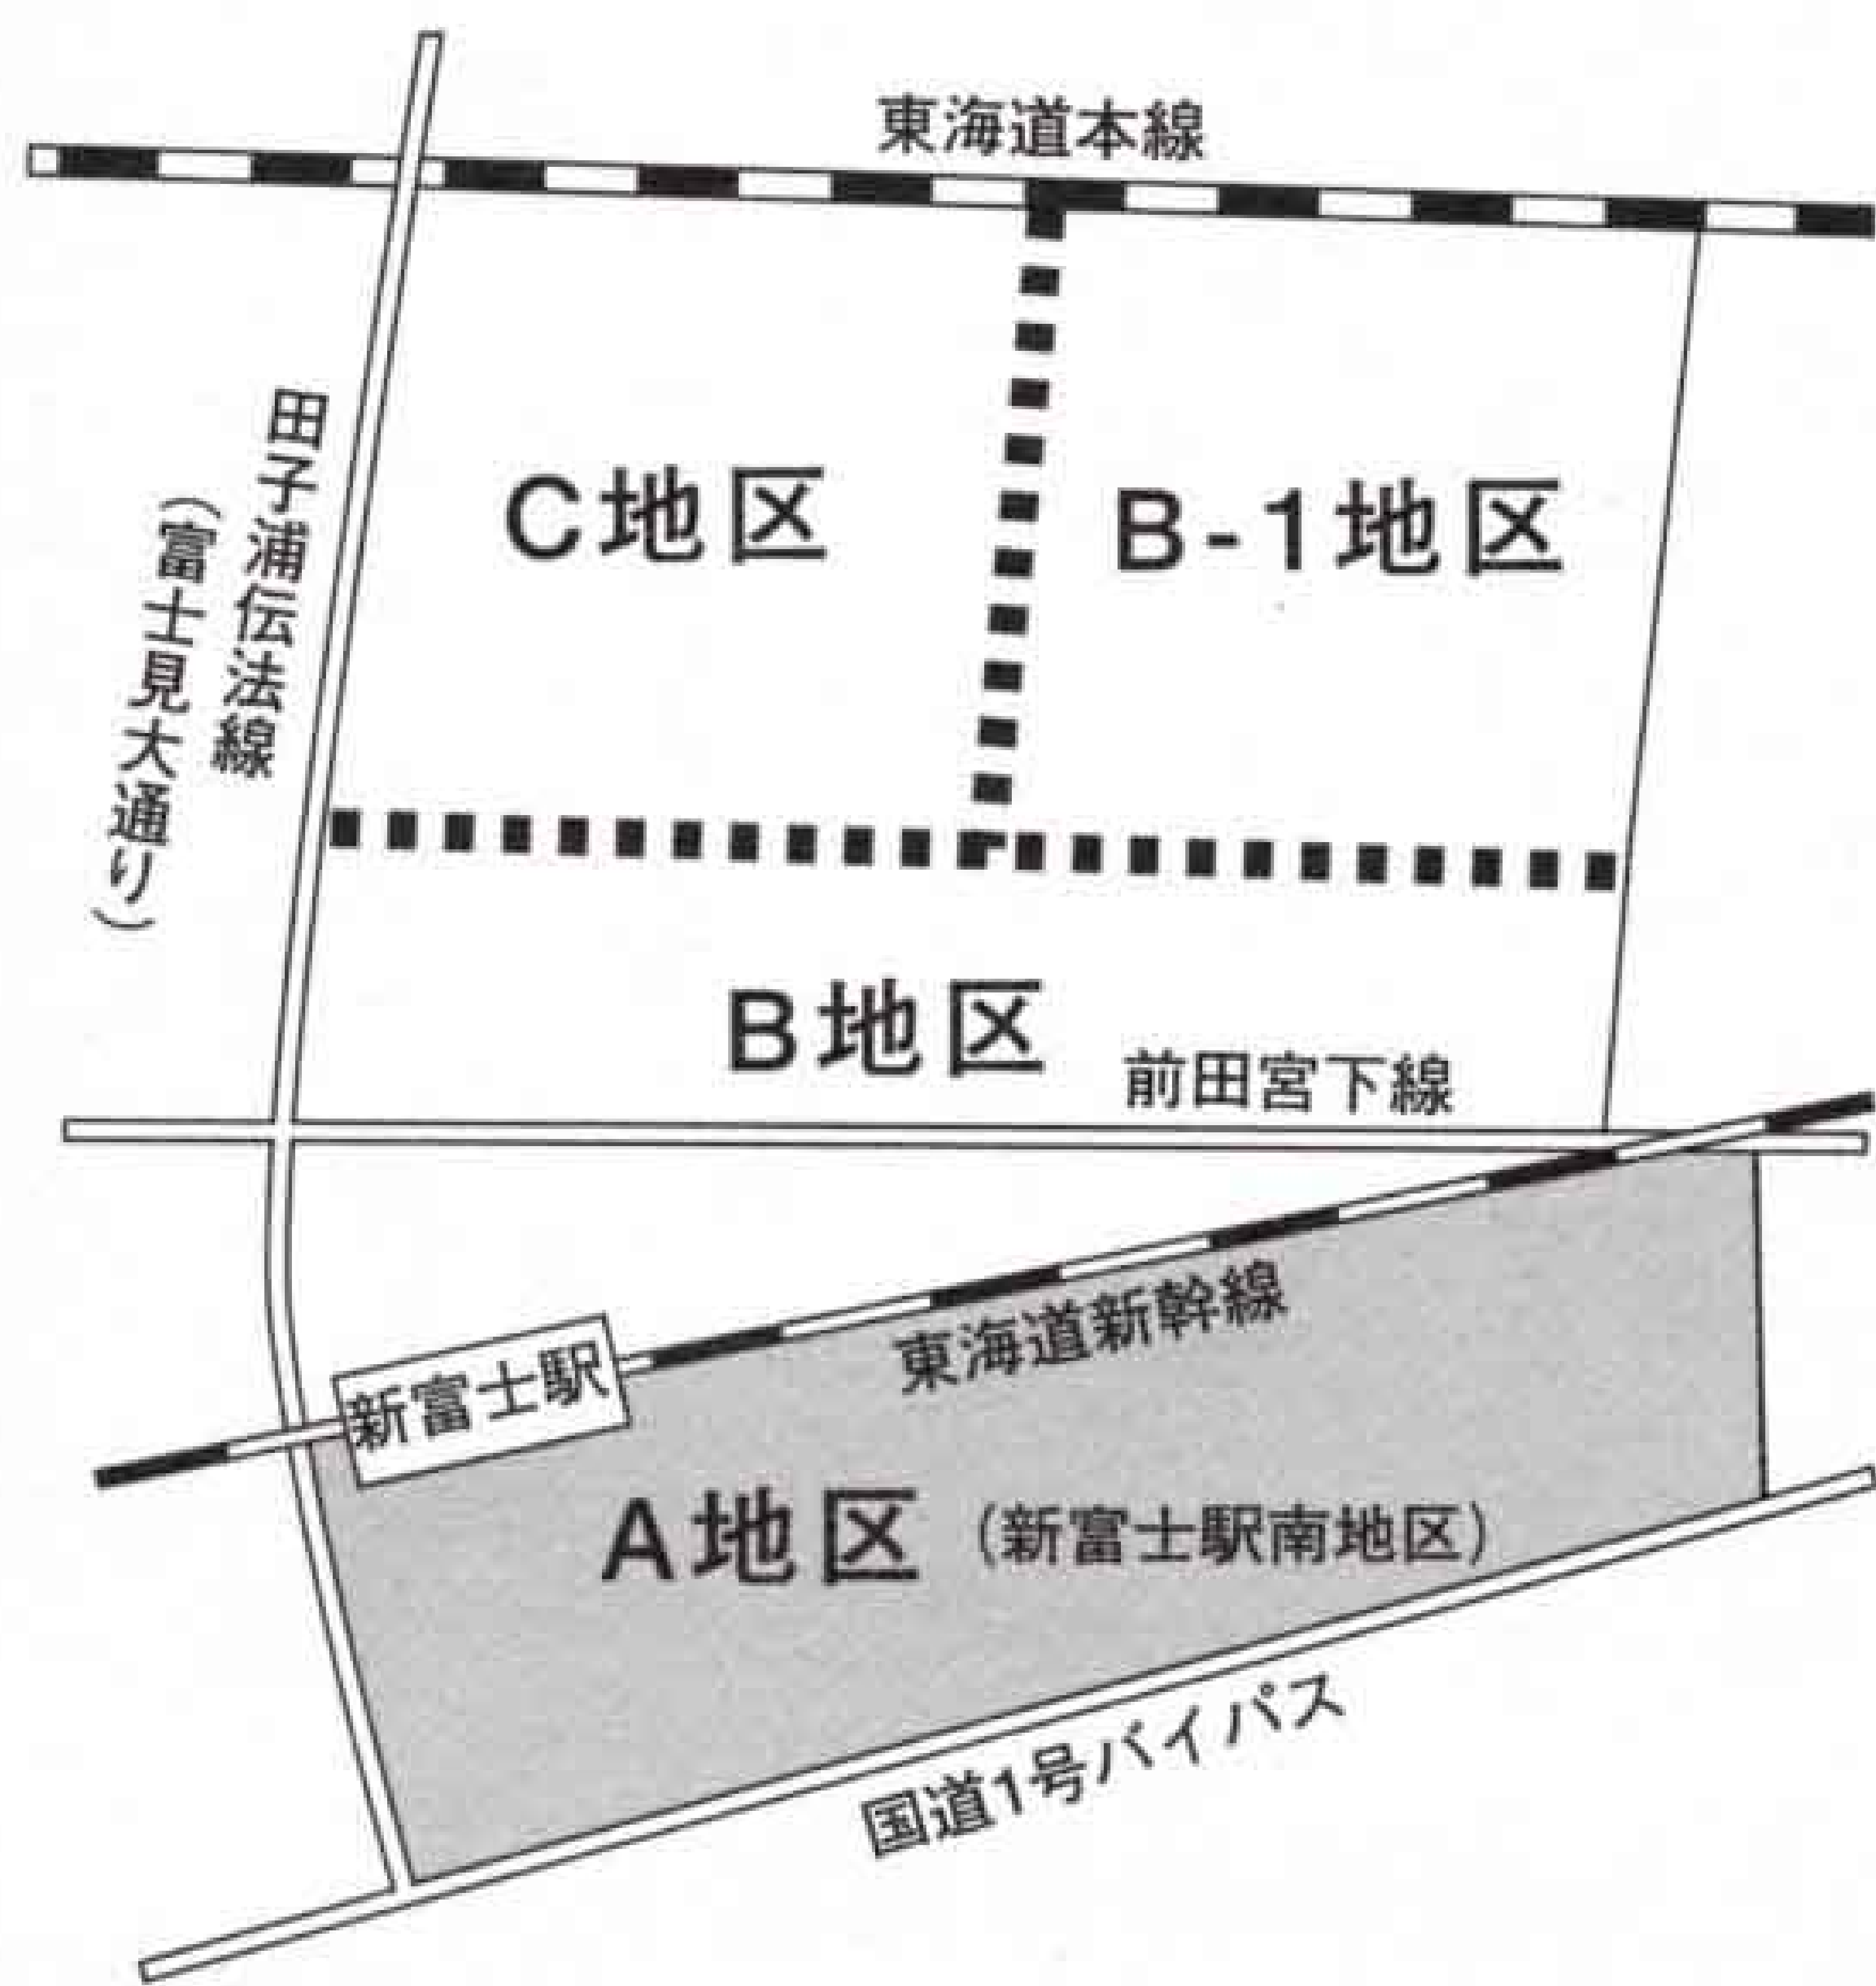 東海道本線
田子浦伝法線
（富士見大通り）
C地区
B-1地区
B地区
前田宮下線
東海道新幹線
新富士駅
A地区（新富士駅南地区）
国道1号バイパス